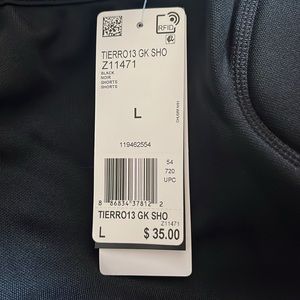 RFID
TIERRO13 GK SHO
Z11471
BLACK
NOIR
SHORTS
SHORTS
L
119462554
54
720
UPC
8 86834 37812 2
TIERRO13 GK SHO
Z11471
L $ 35.00